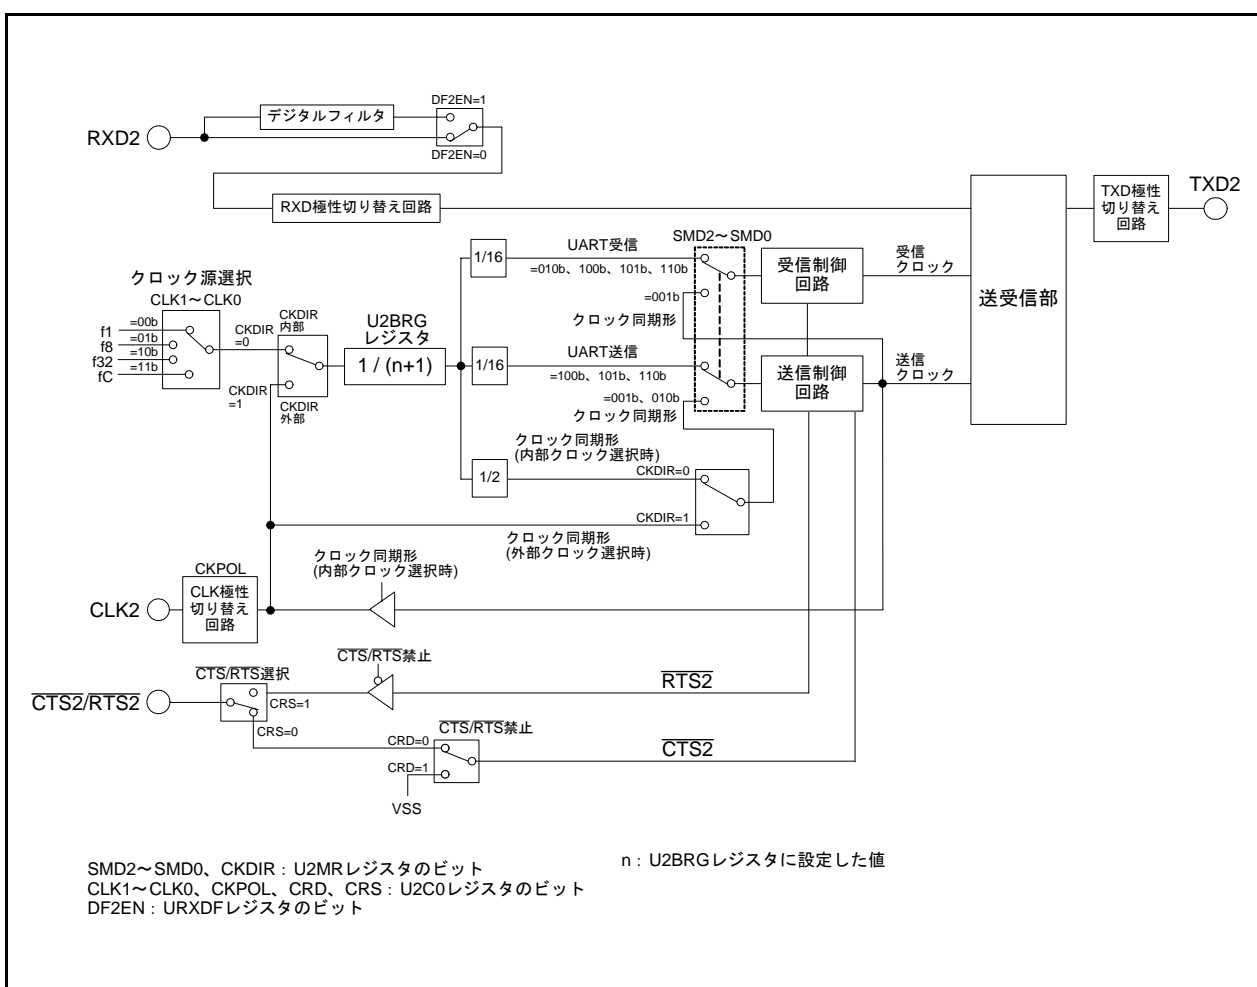 DF2EN=1
デジタルフィルタ
RXD2
DF2EN=0
RXD極性切り替え回路
TXD極性
切り替え
回路
TXD2
送受信部
SMD2～SMD0
UART受信
1/16
=010b、100b、101b、110b
受信制御
回路
受信
クロック
=001b
クロック同期形
クロック源選択
CLK1～CLK0
f1
=00b
f8
=01b
f32
=10b
fC
=11b
CKDIR
=0
CKDIR
内部
CKDIR
=1
CKDIR
外部
U2BRG
レジスタ
1 / (n+1)
UART送信
1/16
=100b、101b、110b
送信制御
回路
送信
クロック
=001b、010b
クロック同期形
クロック同期形
(内部クロック選択時)
1/2
CKDIR=0
CKDIR=1
クロック同期形
(外部クロック選択時)
クロック同期形
(内部クロック選択時)
CKPOL
CLK極性
切り替え
回路
CLK2
CTS/RTS選択
CTS/RTS禁止
CTS2/RTS2
CRS=1
CRS=0
RTS2
CTS/RTS禁止
CRD=0
CRD=1
CTS2
VSS
SMD2～SMD0、CKDIR：U2MRレジスタのビット
CLK1～CLK0、CKPOL、CRD、CRS：U2C0レジスタのビット
DF2EN：URXDFレジスタのビット
n：U2BRGレジスタに設定した値